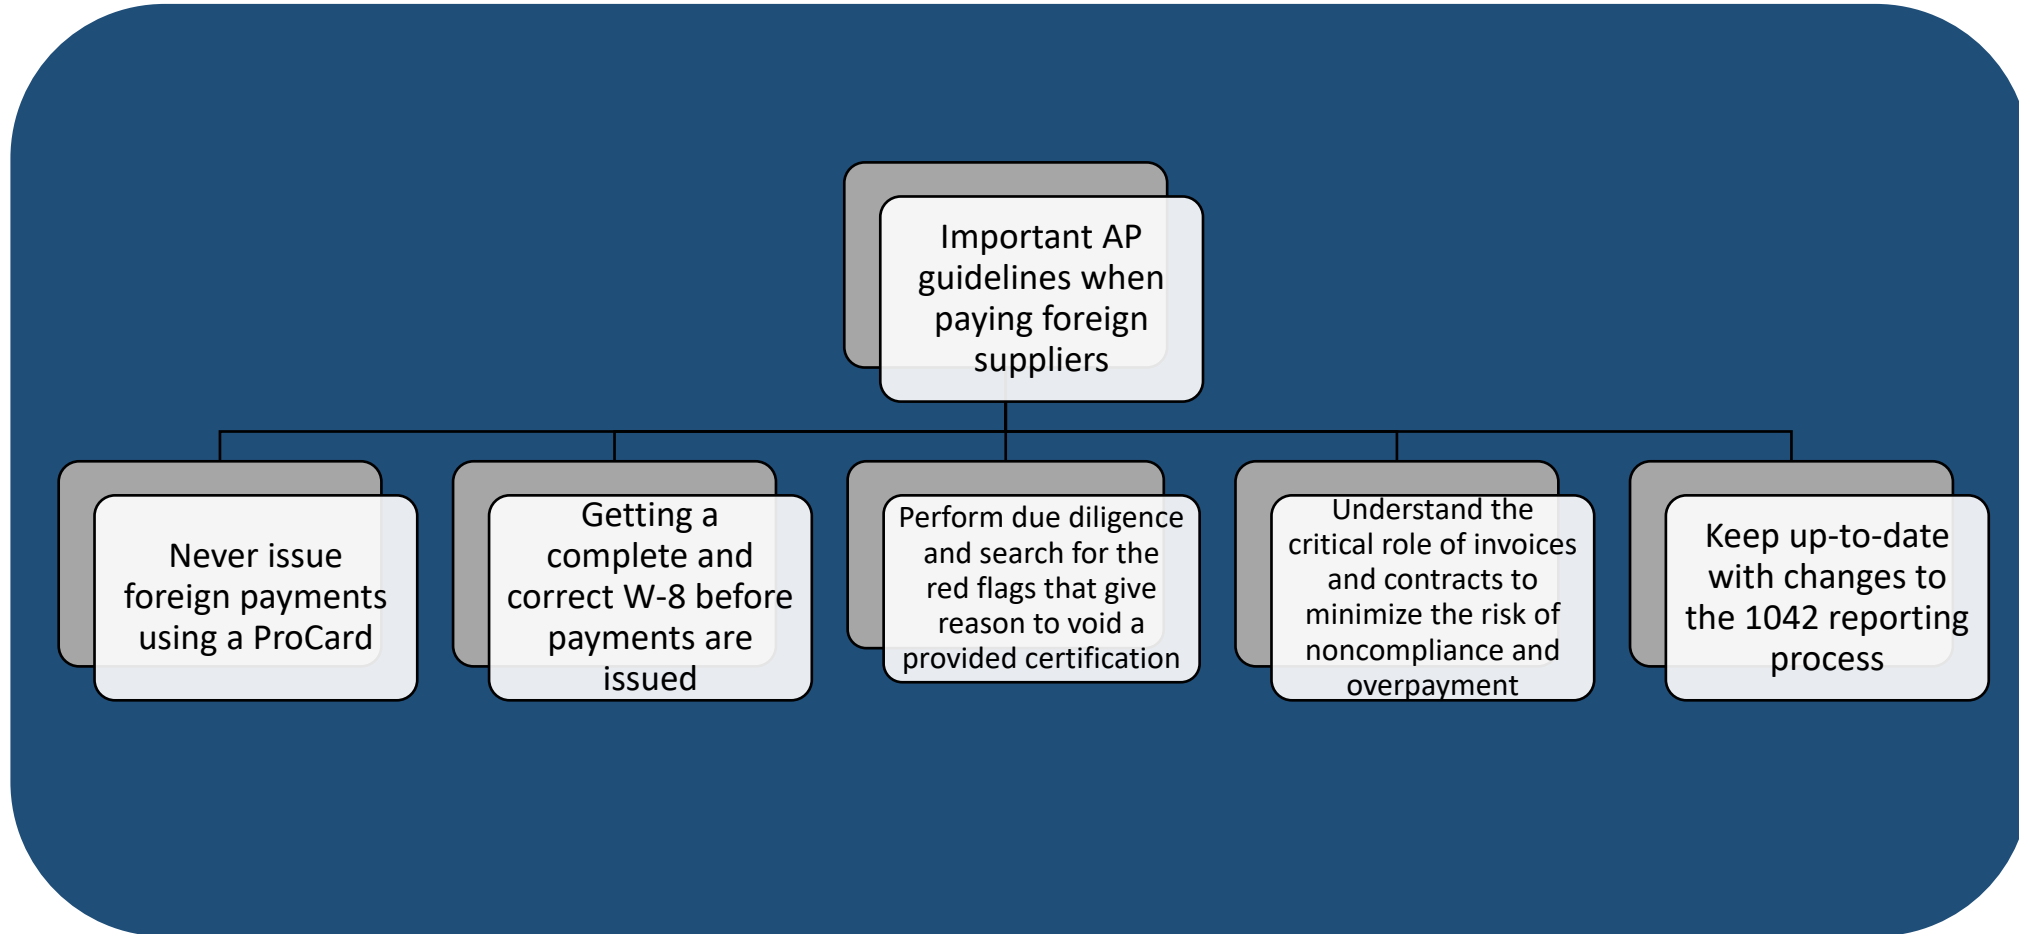 Important AP
guidelines when
paying foreign
suppliers
Never issue
foreign payments
using a ProCard
Getting a
complete and
correct W-8 before
payments are
issued
Perform due diligence
and search for the
red flags that give
reason to void a
provided certification
Understand the
critical role of invoices
and contracts to
minimize the risk of
noncompliance and
overpayment
Keep up-to-date
with changes to
the 1042 reporting
process